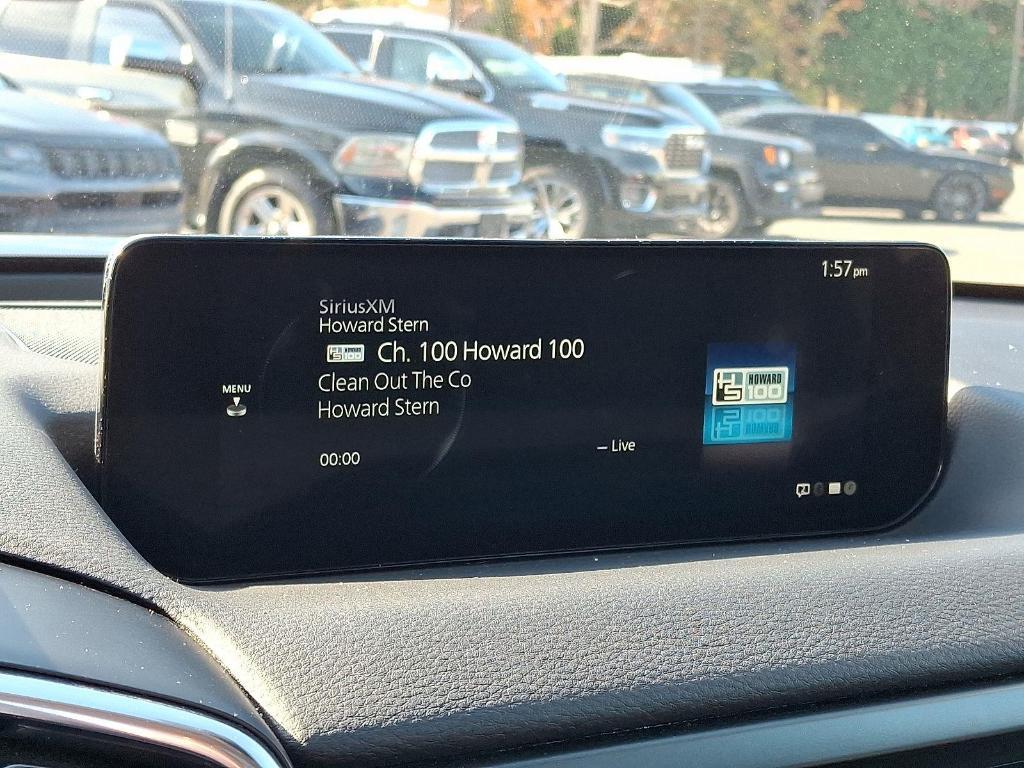 1:57pm
SiriusXM
Howard Stern
Ch. 100 Howard 100
Clean Out The Co
Howard Stern
MENU
00:00
– Live
HOWARD
100